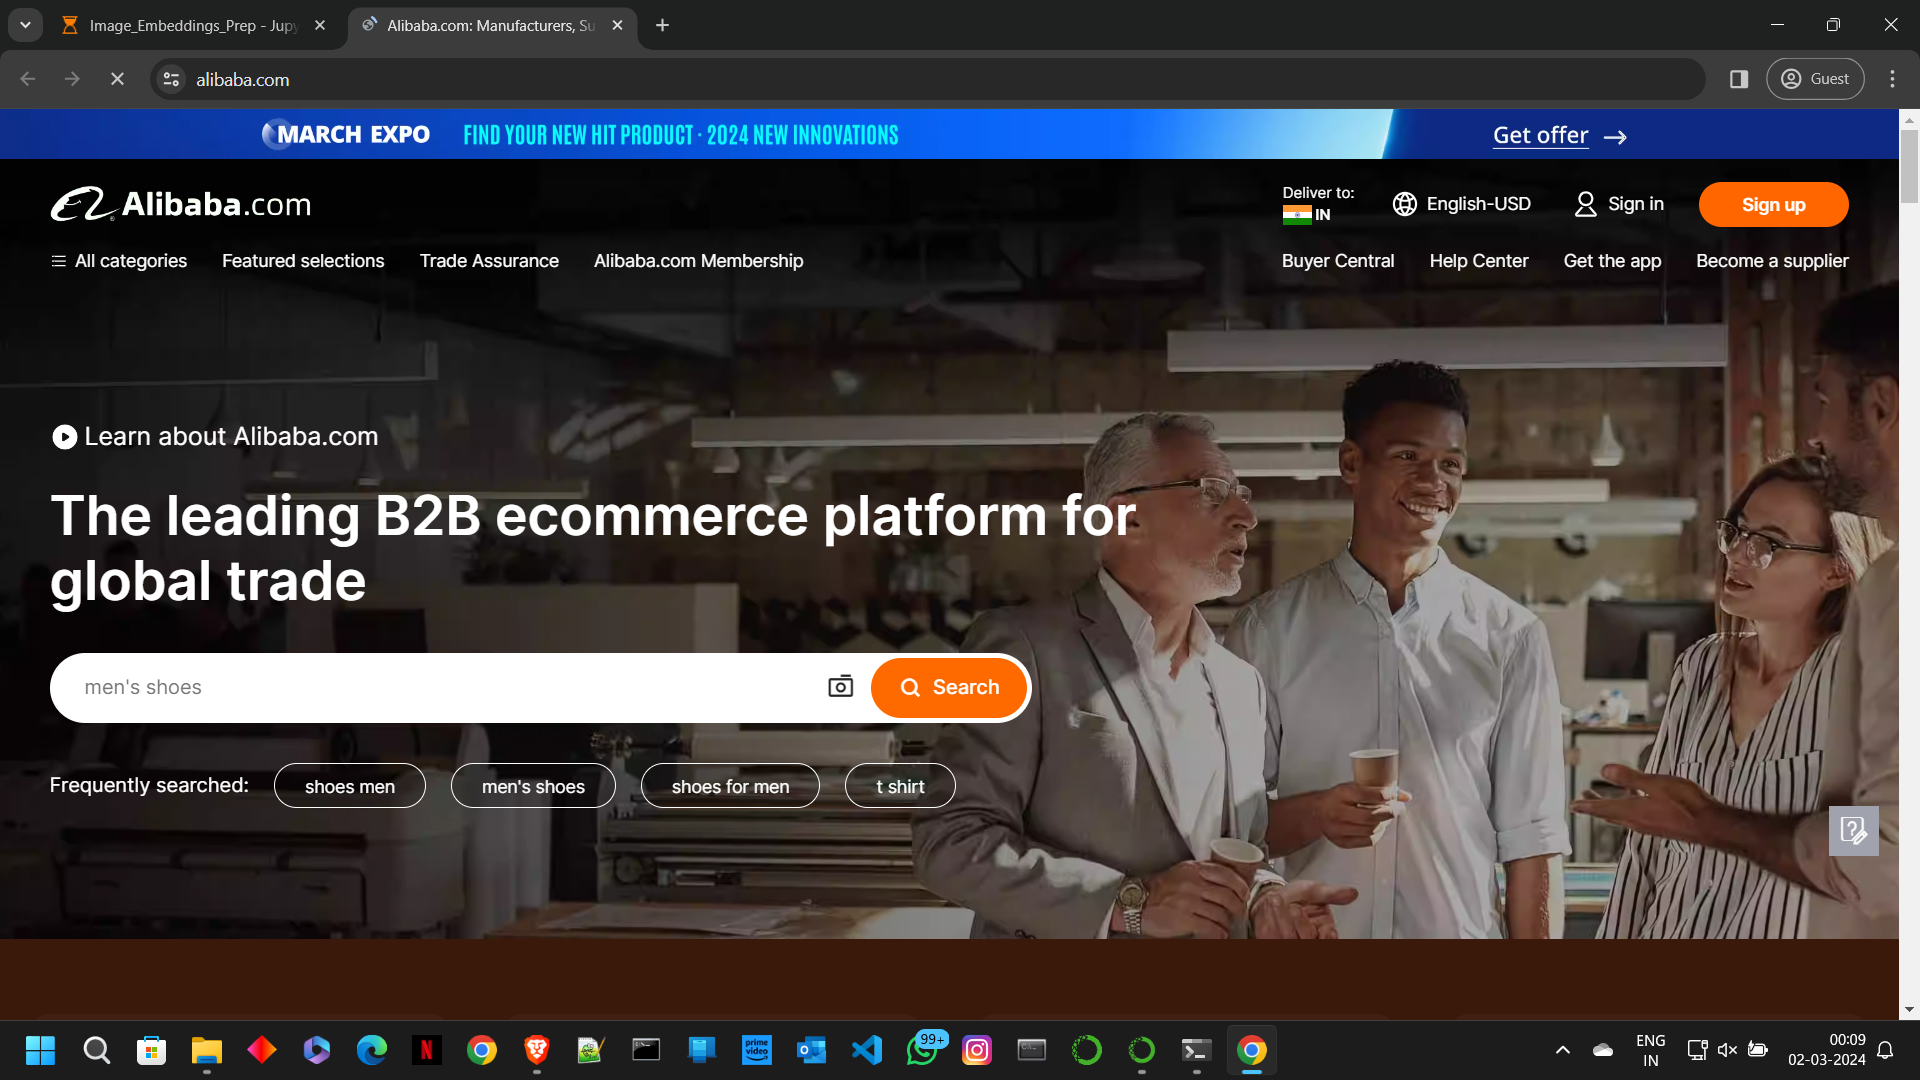 Image_Embeddings_Prep - Jup
Alibaba.com: Manufacturers, Su
alibaba.com
Guest
MARCH EXPO
FIND YOUR NEW HIT PRODUCT · 2024 NEW INNOVATIONS
Get offer
Alibaba.com
Deliver to:
IN
English-USD
Sign in
Sign up
All categories
Featured selections
Trade Assurance
Alibaba.com Membership
Buyer Central
Help Center
Get the app
Become a supplier
Learn about Alibaba.com
The leading B2B ecommerce platform for
global trade
men's shoes
Search
Frequently searched:
shoes men
men's shoes
shoes for men
t shirt
prime
video
99+
ENG
IN
00:09
02-03-2024